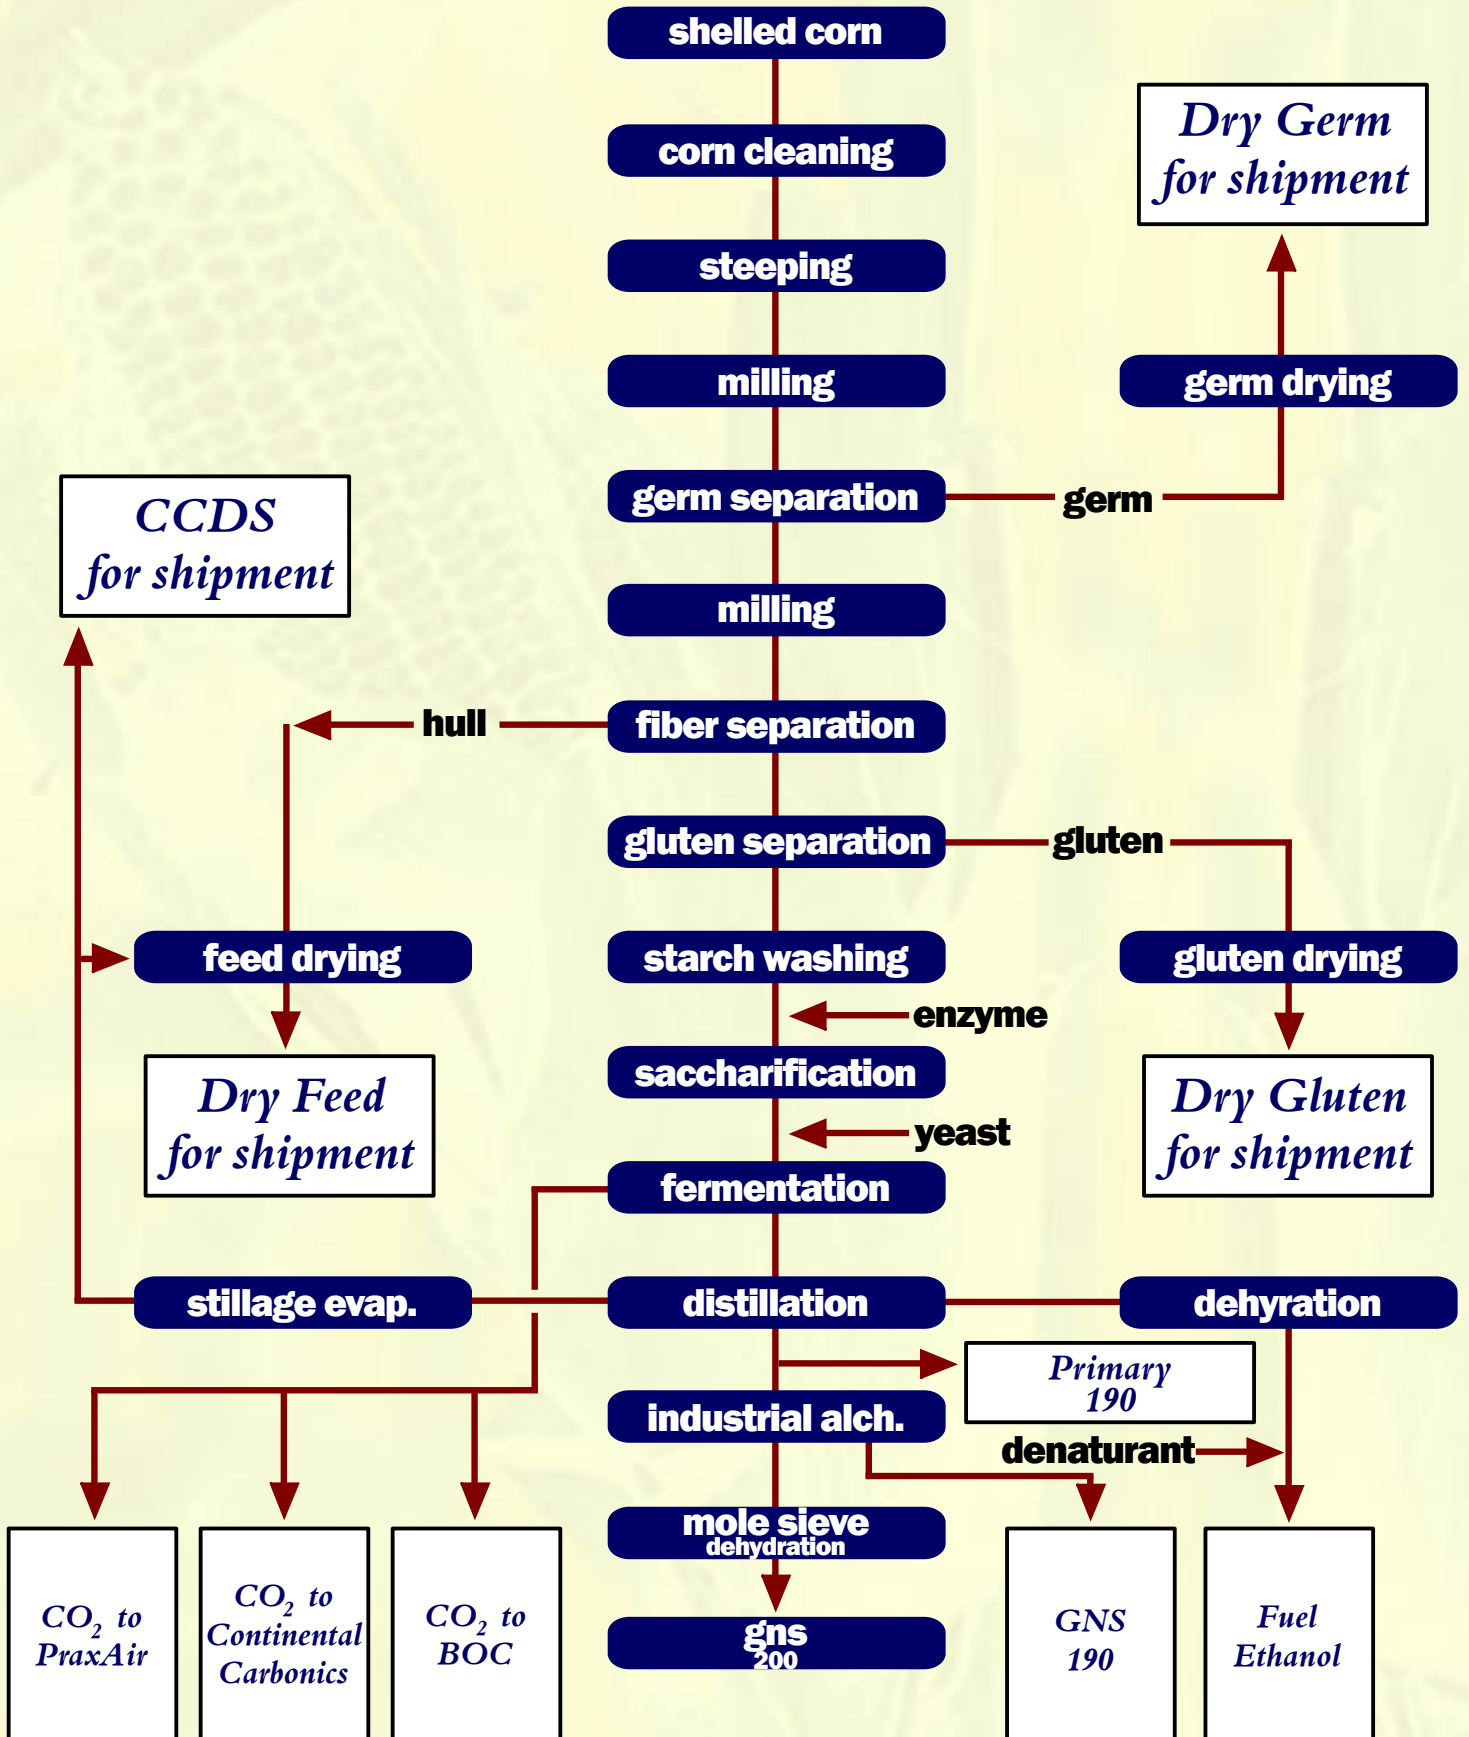 shelled corn
corn cleaning
Dry Germ
for shipment
steeping
milling
germ drying
germ separation
germ
CCDS
for shipment
milling
hull
fiber separation
gluten separation
gluten
feed drying
starch washing
gluten drying
enzyme
saccharification
Dry Feed
for shipment
Dry Gluten
for shipment
yeast
fermentation
stillage evap.
distillation
dehyration
Primary
190
industrial alch.
denaturant
mole sieve
dehydration
CO₂ to
PraxAir
CO₂ to
Continental
Carbonics
CO₂ to
BOC
gns
200
GNS
190
Fuel
Ethanol